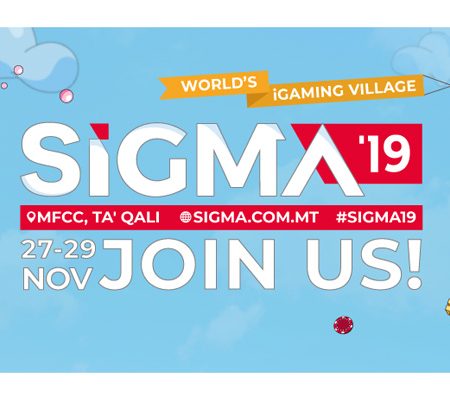 WORLD'S iGAMING VILLAGE
SiGMA '19
MFCC, TA' QALI SIGMA.COM.MT #SIGMA19
27-29 NOV JOIN US!